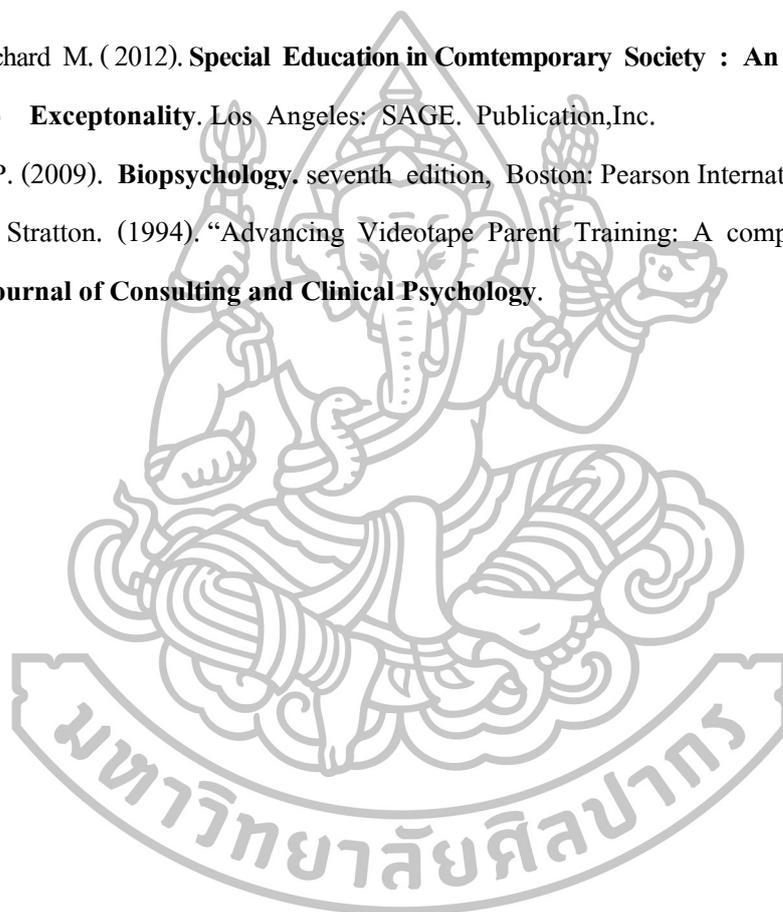 chard M. ( 2012). Special Education in Comtemporary Society : An
Exceptonality. Los Angeles: SAGE. Publication,Inc.
P. (2009). Biopsychology. seventh edition, Boston: Pearson Internat
Stratton. (1994). “Advancing Videotape Parent Training: A comp
ournal of Consulting and Clinical Psychology.
มหาวิทยาลัยศิลปากร